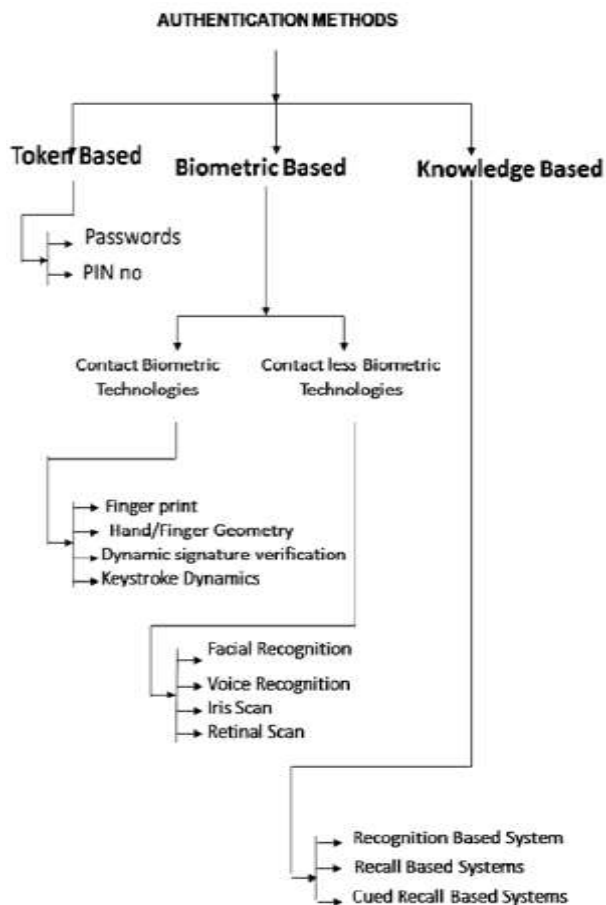 AUTHENTICATION METHODS
Token Based
Biometric Based
Knowledge Based
Passwords
PIN no
Contact Biometric
Technologies
Contact less Biometric
Technologies
Finger print
Hand/Finger Geometry
Dynamic signature verification
Keystroke Dynamics
Facial Recognition
Voice Recognition
Iris Scan
Retinal Scan
Recognition Based System
Recall Based Systems
Cued Recall Based Systems